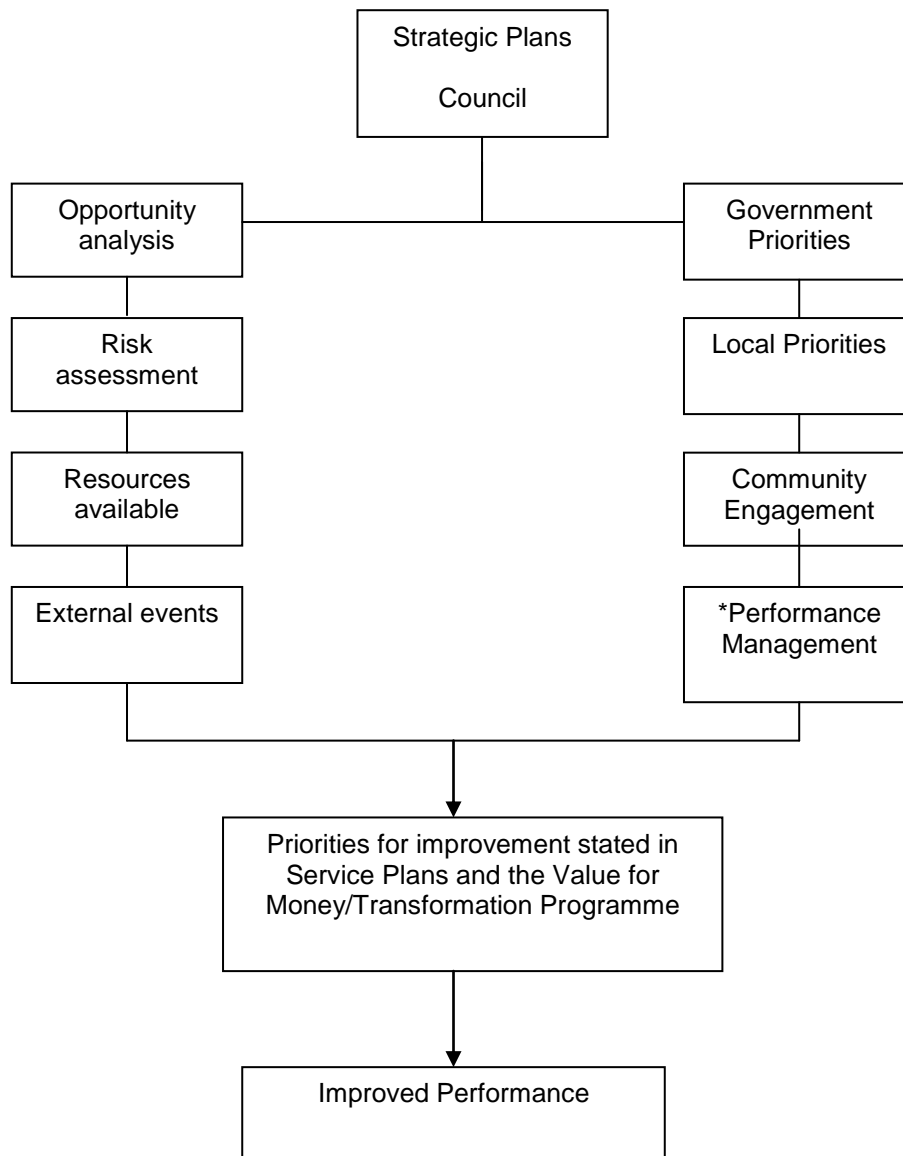 Strategic Plans
Council
Opportunity
analysis
Government
Priorities
Risk
assessment
Local Priorities
Resources
available
Community
Engagement
External events
*Performance
Management
Priorities for improvement stated in
Service Plans and the Value for
Money/Transformation Programme
Improved Performance